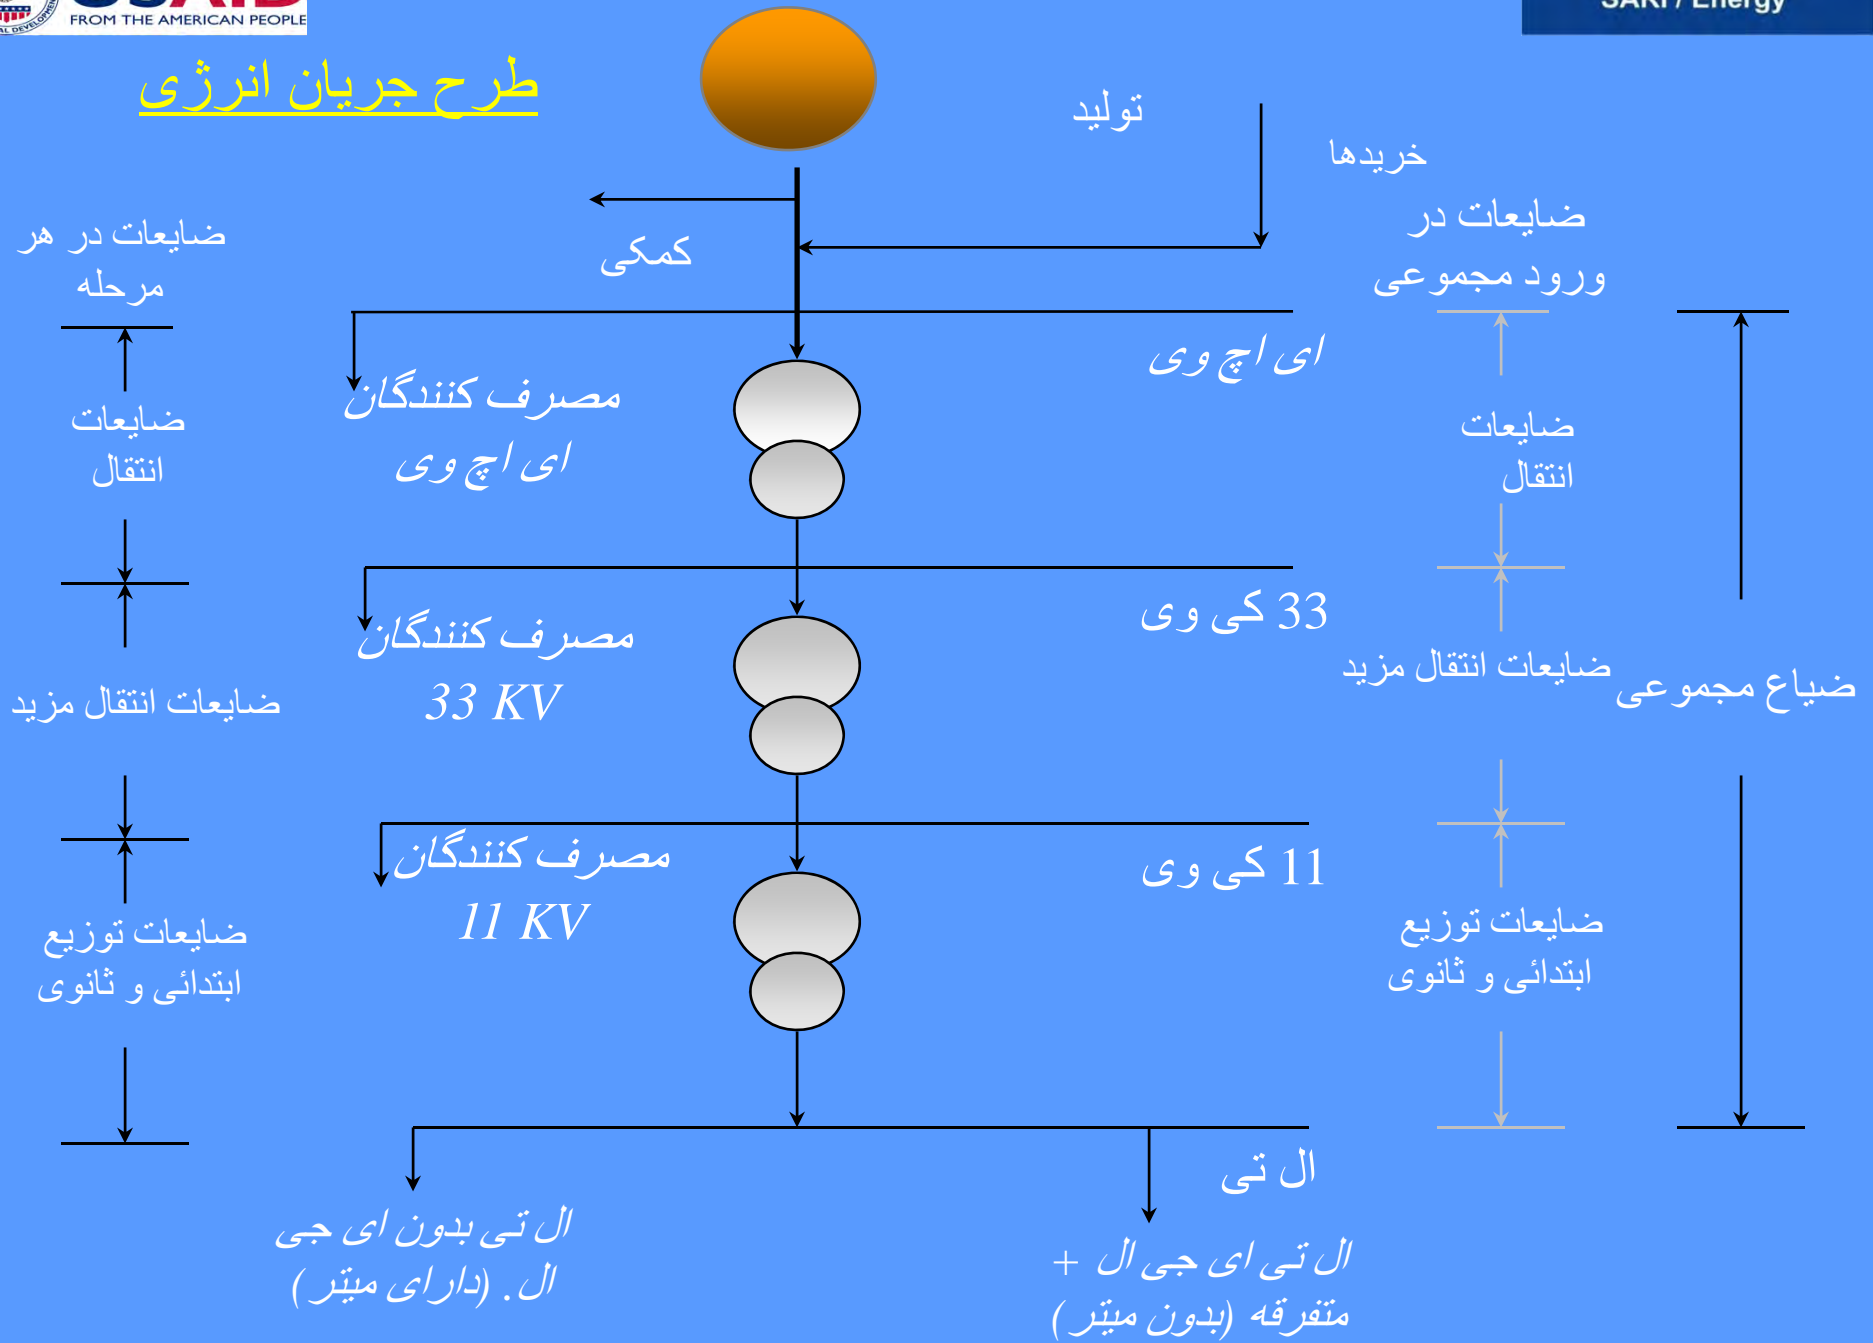 USAID
FROM THE AMERICAN PEOPLE
SARI / Energy
طرح جریان انرژی
تولید
خریدها
کمکی
ضایعات در هر
مرحله
ضایعات در
ورود مجموعی
ای اچ وی
مصرف کنندگان
ای اچ وی
ضایعات
انتقال
ضایعات
انتقال
33 کی وی
مصرف کنندگان
33 KV
ضایعات انتقال مزید
ضایعات انتقال مزید
ضیاع مجموعی
11 کی وی
مصرف کنندگان
11 KV
ضایعات توزیع
ابتدائی و ثانوی
ضایعات توزیع
ابتدائی و ثانوی
ال تی
ال تی بدون ای جی
ال. (دارای میتر)
ال تی ای جی ال +
متفرقه (بدون میتر)